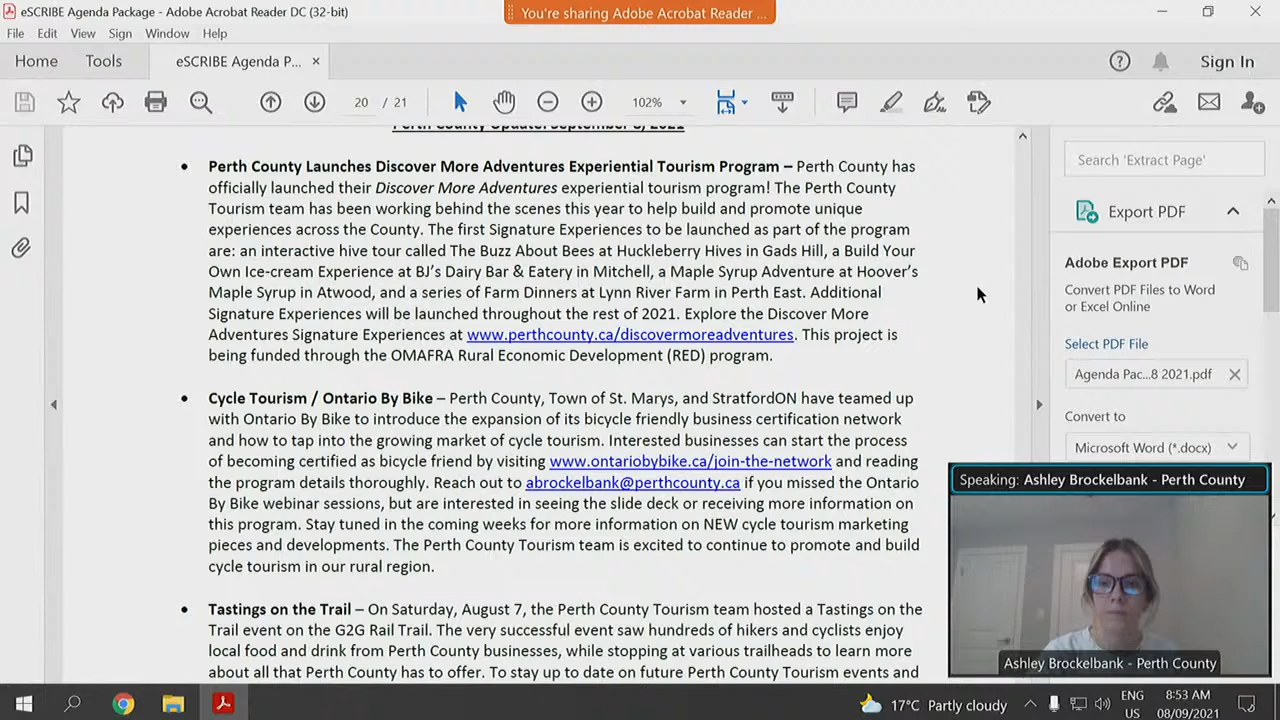 eSCRIBE Agenda Package - Adobe Acrobat Reader DC (32-bit)
You're sharing Adobe Acrobat Reader ...
File Edit View Sign Window Help
Home Tools eSCRIBE Agenda P... × Sign In
20 / 21 102%
Perth County Update: September 8, 2021
• Perth County Launches Discover More Adventures Experiential Tourism Program – Perth County has
officially launched their Discover More Adventures experiential tourism program! The Perth County
Tourism team has been working behind the scenes this year to help build and promote unique
experiences across the County. The first Signature Experiences to be launched as part of the program
are: an interactive hive tour called The Buzz About Bees at Huckleberry Hives in Gads Hill, a Build Your
Own Ice-cream Experience at BJ's Dairy Bar & Eatery in Mitchell, a Maple Syrup Adventure at Hoover's
Maple Syrup in Atwood, and a series of Farm Dinners at Lynn River Farm in Perth East. Additional
Signature Experiences will be launched throughout the rest of 2021. Explore the Discover More
Adventures Signature Experiences at www.perthcounty.ca/discovermoreadventures. This project is
being funded through the OMAFRA Rural Economic Development (RED) program.
• Cycle Tourism / Ontario By Bike – Perth County, Town of St. Marys, and StratfordON have teamed up
with Ontario By Bike to introduce the expansion of its bicycle friendly business certification network
and how to tap into the growing market of cycle tourism. Interested businesses can start the process
of becoming certified as bicycle friend by visiting www.ontariobybike.ca/join-the-network and reading
the program details thoroughly. Reach out to abrockelbank@perthcounty.ca if you missed the Ontario
By Bike webinar sessions, but are interested in seeing the slide deck or receiving more information on
this program. Stay tuned in the coming weeks for more information on NEW cycle tourism marketing
pieces and developments. The Perth County Tourism team is excited to continue to promote and build
cycle tourism in our rural region.
• Tastings on the Trail – On Saturday, August 7, the Perth County Tourism team hosted a Tastings on the
Trail event on the G2G Rail Trail. The very successful event saw hundreds of hikers and cyclists enjoy
local food and drink from Perth County businesses, while stopping at various trailheads to learn more
about all that Perth County has to offer. To stay up to date on future Perth County Tourism events and
Search 'Extract Page'
Export PDF
Adobe Export PDF
Convert PDF Files to Word
or Excel Online
Select PDF File
Agenda Pac...8 2021.pdf
Convert to
Microsoft Word (*.docx)
Speaking: Ashley Brockelbank - Perth County
Ashley Brockelbank - Perth County
17°C Partly cloudy
ENG
US
8:53 AM
08/09/2021